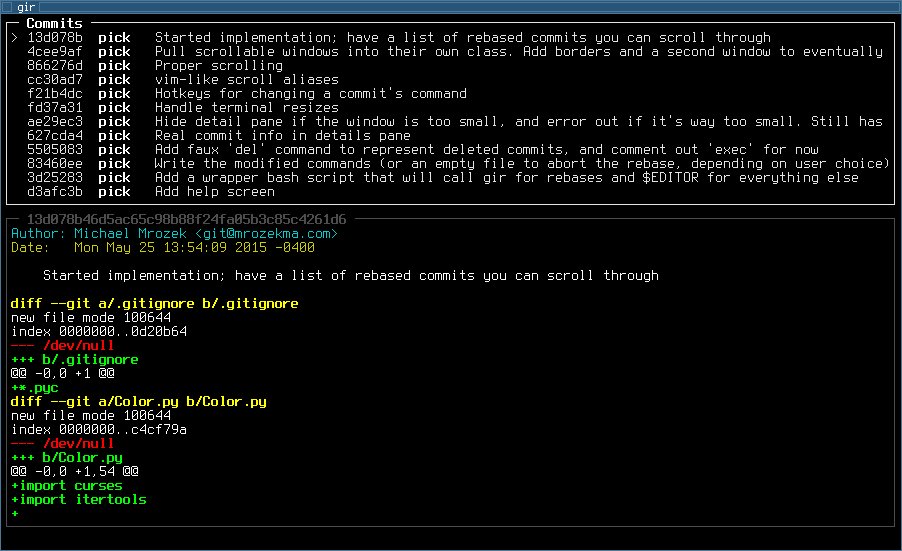 gir
Commits
> 13d078b pick Started implementation; have a list of rebased commits you can scroll through
4cee9af pick Pull scrollable windows into their own class. Add borders and a second window to eventually
866276d pick Proper scrolling
cc30ad7 pick vim-like scroll aliases
f21b4dc pick Hotkeys for changing a commit's command
fd37a31 pick Handle terminal resizes
ae29ec3 pick Hide detail pane if the window is too small, and error out if it's way too small. Still has
627cda4 pick Real commit info in details pane
5505083 pick Add faux 'del' command to represent deleted commits, and comment out 'exec' for now
83460ee pick Write the modified commands (or an empty file to abort the rebase, depending on user choice)
3d25283 pick Add a wrapper bash script that will call gir for rebases and $EDITOR for everything else
d3afc3b pick Add help screen
13d078b46d5ac65c98b88f24fa05b3c85c4261d6
Author: Michael Mrozek <git@mrozekma.com>
Date: Mon May 25 13:54:09 2015 -0400
Started implementation; have a list of rebased commits you can scroll through
diff --git a/.gitignore b/.gitignore
new file mode 100644
index 0000000..0d20b64
--- /dev/null
+++ b/.gitignore
@@ -0,0 +1 @@
+*.pyc
diff --git a/Color.py b/Color.py
new file mode 100644
index 0000000..c4cf79a
--- /dev/null
+++ b/Color.py
@@ -0,0 +1,54 @@
+import curses
+import itertools
+